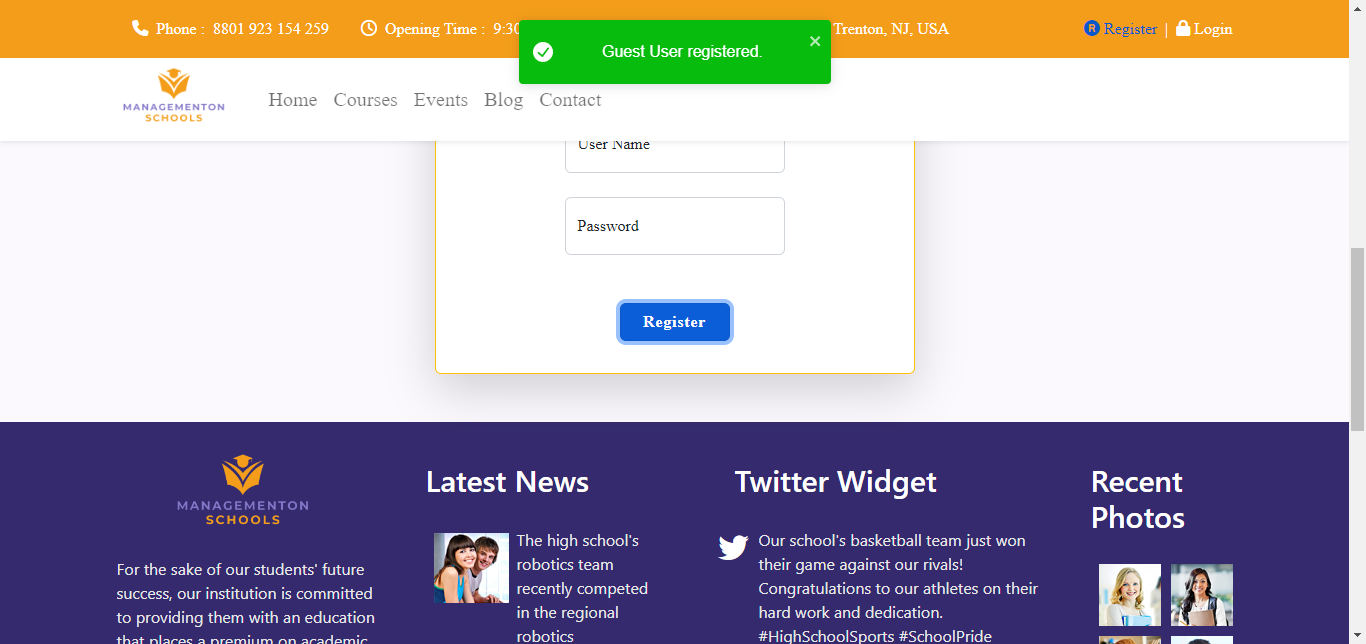 Phone : 8801 923 154 259
Opening Time : 9:30
Trenton, NJ, USA
R Register | Login
Guest User registered.
×
MANAGEMENTON
SCHOOLS
Home Courses Events Blog Contact
User Name
Password
Register
MANAGEMENTON
SCHOOLS
For the sake of our students' future
success, our institution is committed
to providing them with an education
that places a premium on academic
Latest News
The high school's
robotics team
recently competed
in the regional
robotics
Twitter Widget
Our school's basketball team just won
their game against our rivals!
Congratulations to our athletes on their
hard work and dedication.
#HighSchoolSports #SchoolPride
Recent
Photos